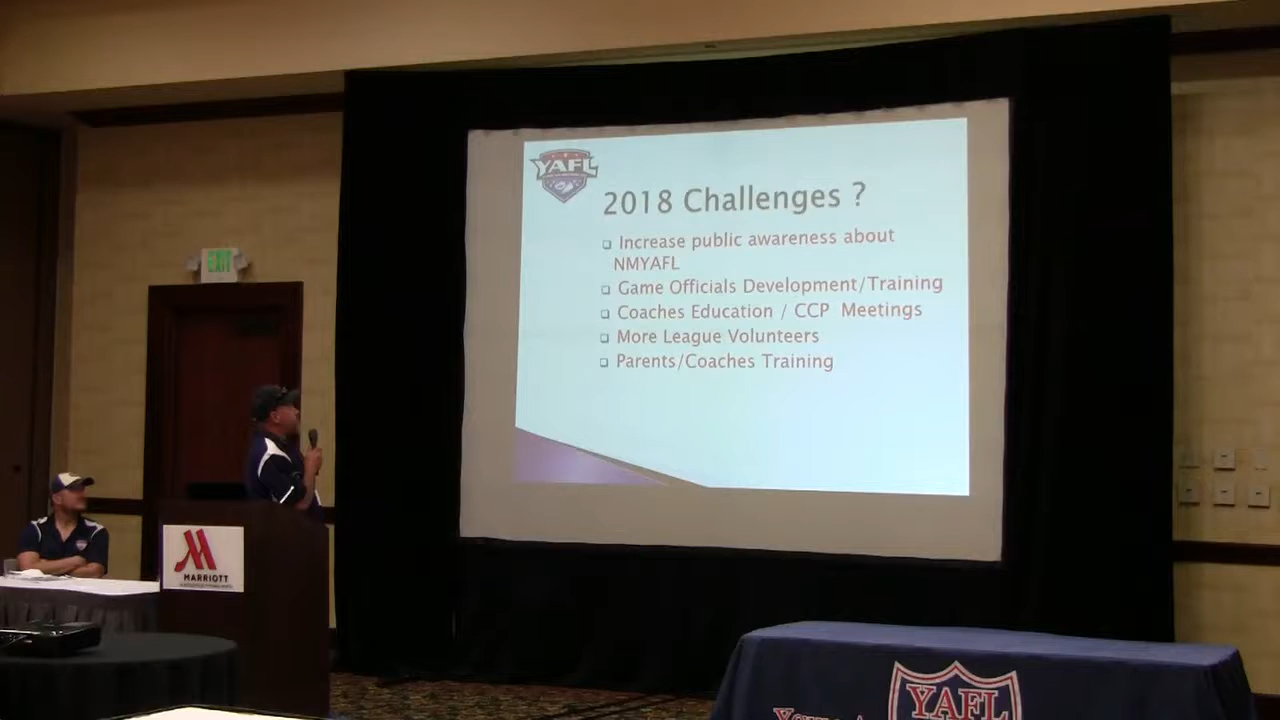 YAFL
2018 Challenges ?
Increase public awareness about
NMYAFL
Game Officials Development/Training
Coaches Education / CCP Meetings
More League Volunteers
Parents/Coaches Training
EXIT
MARRIOTT
YAFL